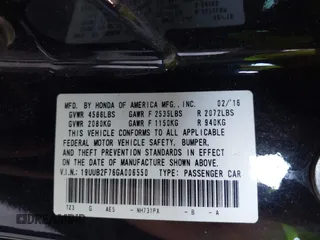 MFD. BY HONDA OF AMERICA MFG., INC. 02/16
GVWR 4586LBS GAWR F 2535LBS R 2072LBS
GVWR 2080KG GAWR F 1150KG R 940KG
THIS VEHICLE CONFORMS TO ALL APPLICABLE
FEDERAL MOTOR VEHICLE SAFETY, BUMPER,
AND THEFT PREVENTION STANDARDS IN EFFECT ON
THE DATE OF MANUFACTURE SHOWN ABOVE.
V.I.N.: 19UUB2F76GA006550 TYPE: PASSENGER CAR
123 G AES - NH731PX - B - A